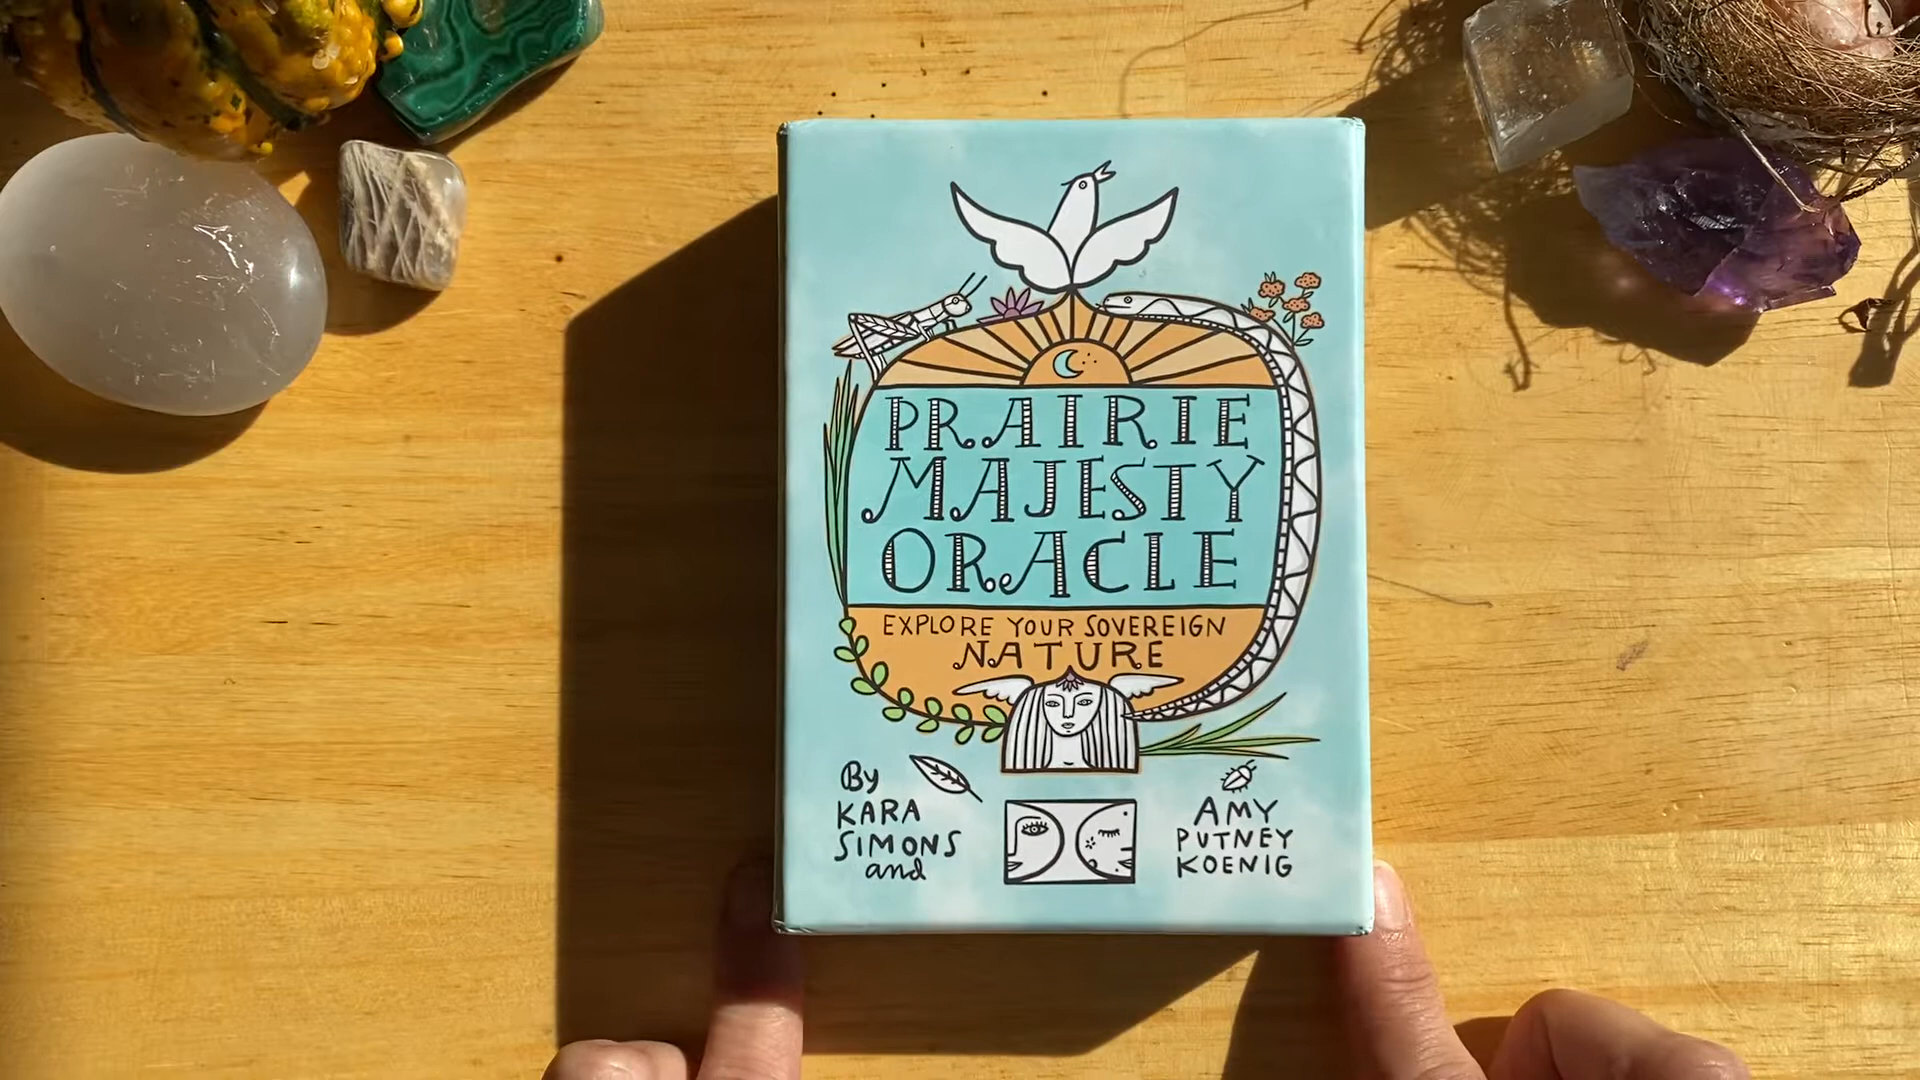 PRAIRIE
MAJESTY
ORACLE
EXPLORE YOUR SOVEREIGN
NATURE
By
KARA
SIMONS
and
AMY
PUTNEY
KOENIG